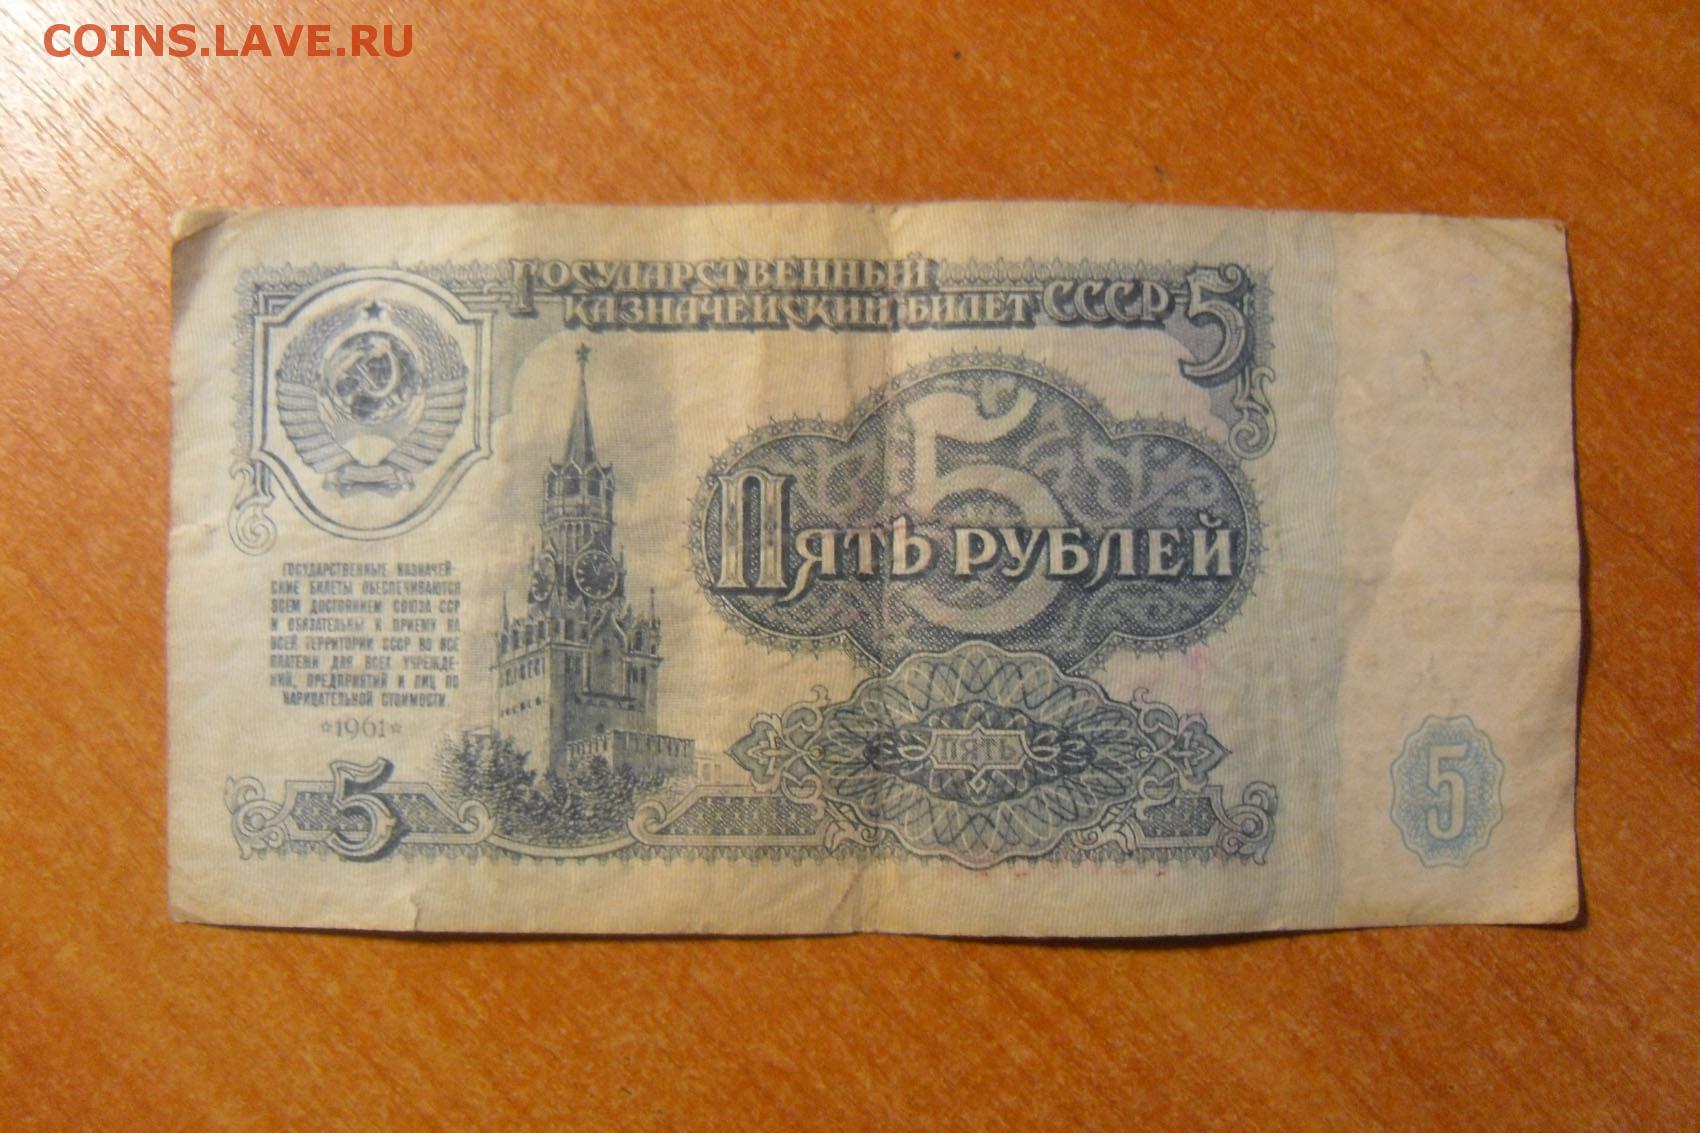 COINS.LAVE.RU
ГОСУДАРСТВЕННЫЙ
КАЗНАЧЕЙСКИЙ БИЛЕТ СССР 5
5
ПЯТЬ РУБЛЕЙ
ГОСУДАРСТВЕННЫЕ КАЗНАЧЕЙ-
СКИЕ БИЛЕТЫ ОБЕСПЕЧИВАЮТСЯ
ВСЕМ ДОСТОЯНИЕМ СОЮЗА ССР
И ОБЯЗАТЕЛЬНЫ К ПРИЕМУ НА
ВСЕЙ ТЕРРИТОРИИ СССР ВО ВСЕ
ПЛАТЕЖИ ДЛЯ ВСЕХ УЧРЕЖДЕ-
НИЙ, ПРЕДПРИЯТИЙ И ЛИЦ ПО
НАРИЦАТЕЛЬНОЙ СТОИМОСТИ.
☆1961☆
ПЯТЬ
5
5